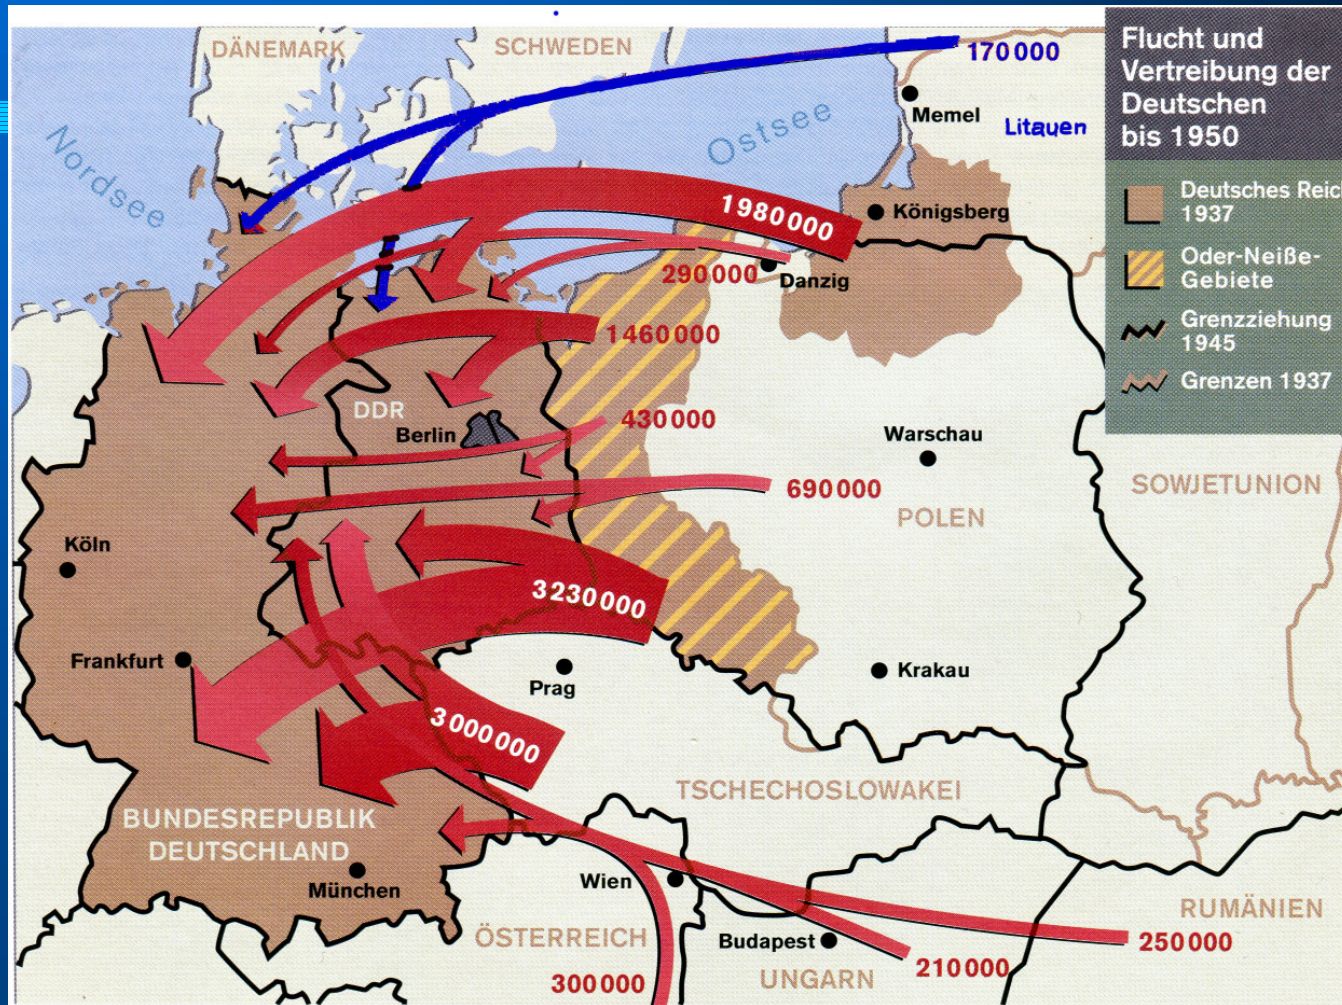 DÄNEMARK
SCHWEDEN
170000
Memel
Litauen
Nordsee
Ostsee
Flucht und
Vertreibung der
Deutschen
bis 1950
Deutsches Reic
1937
Oder-Neiße-
Gebiete
Grenzziehung
1945
Grenzen 1937
1980000
Königsberg
290000
Danzig
1460000
DDR
Berlin
430000
Warschau
690000
POLEN
SOWJETUNION
Köln
3230000
Frankfurt
Prag
Krakau
3000000
TSCHECHOSLOWAKEI
BUNDESREPUBLIK
DEUTSCHLAND
München
Wien
ÖSTERREICH
Budapest
UNGARN
RUMÄNIEN
250000
210000
300000